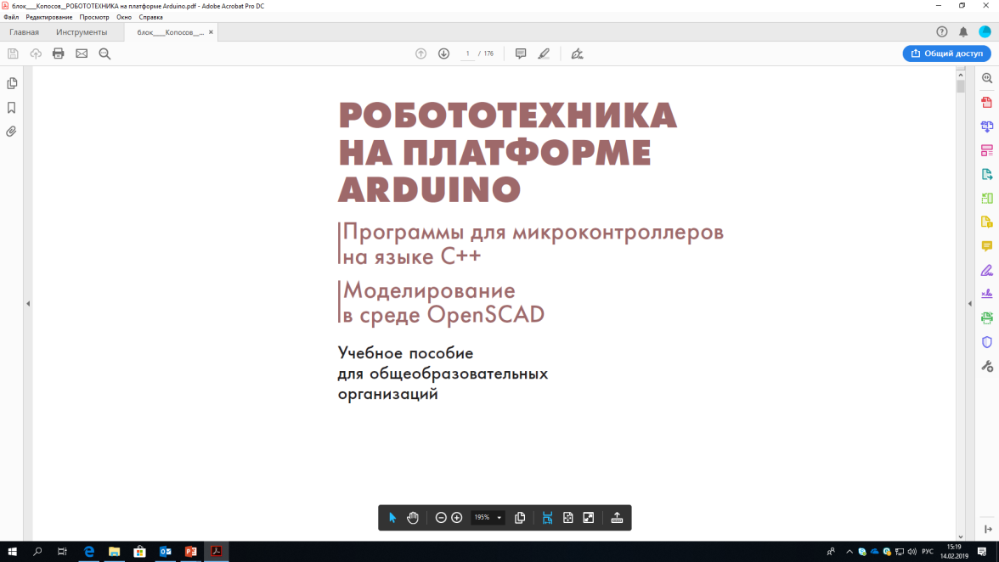 блок___Копосов__РОБОТОТЕХНИКА на платформе Arduino.pdf - Adobe Acrobat Pro DC
Файл Редактирование Просмотр Окно Справка
Главная Инструменты блок___Копосов__... ×
1 / 176
Общий доступ
РОБОТОТЕХНИКА
НА ПЛАТФОРМЕ
ARDUINO
Программы для микроконтроллеров
на языке C++
Моделирование
в среде OpenSCAD
Учебное пособие
для общеобразовательных
организаций
195%
РУС
15:19
14.02.2019